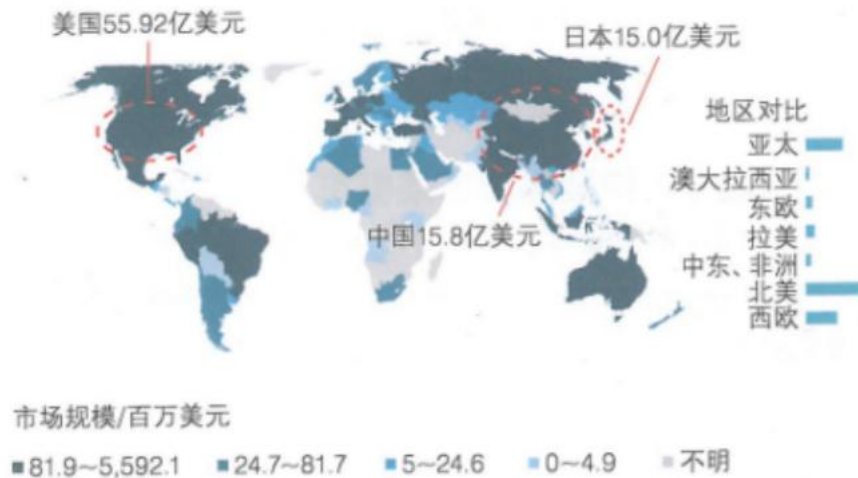 美国55.92亿美元
日本15.0亿美元
中国15.8亿美元
地区对比
亚太
澳大拉西亚
东欧
拉美
中东、非洲
北美
西欧
市场规模/百万美元
81.9~5,592.1 24.7~81.7 5~24.6 0~4.9 不明